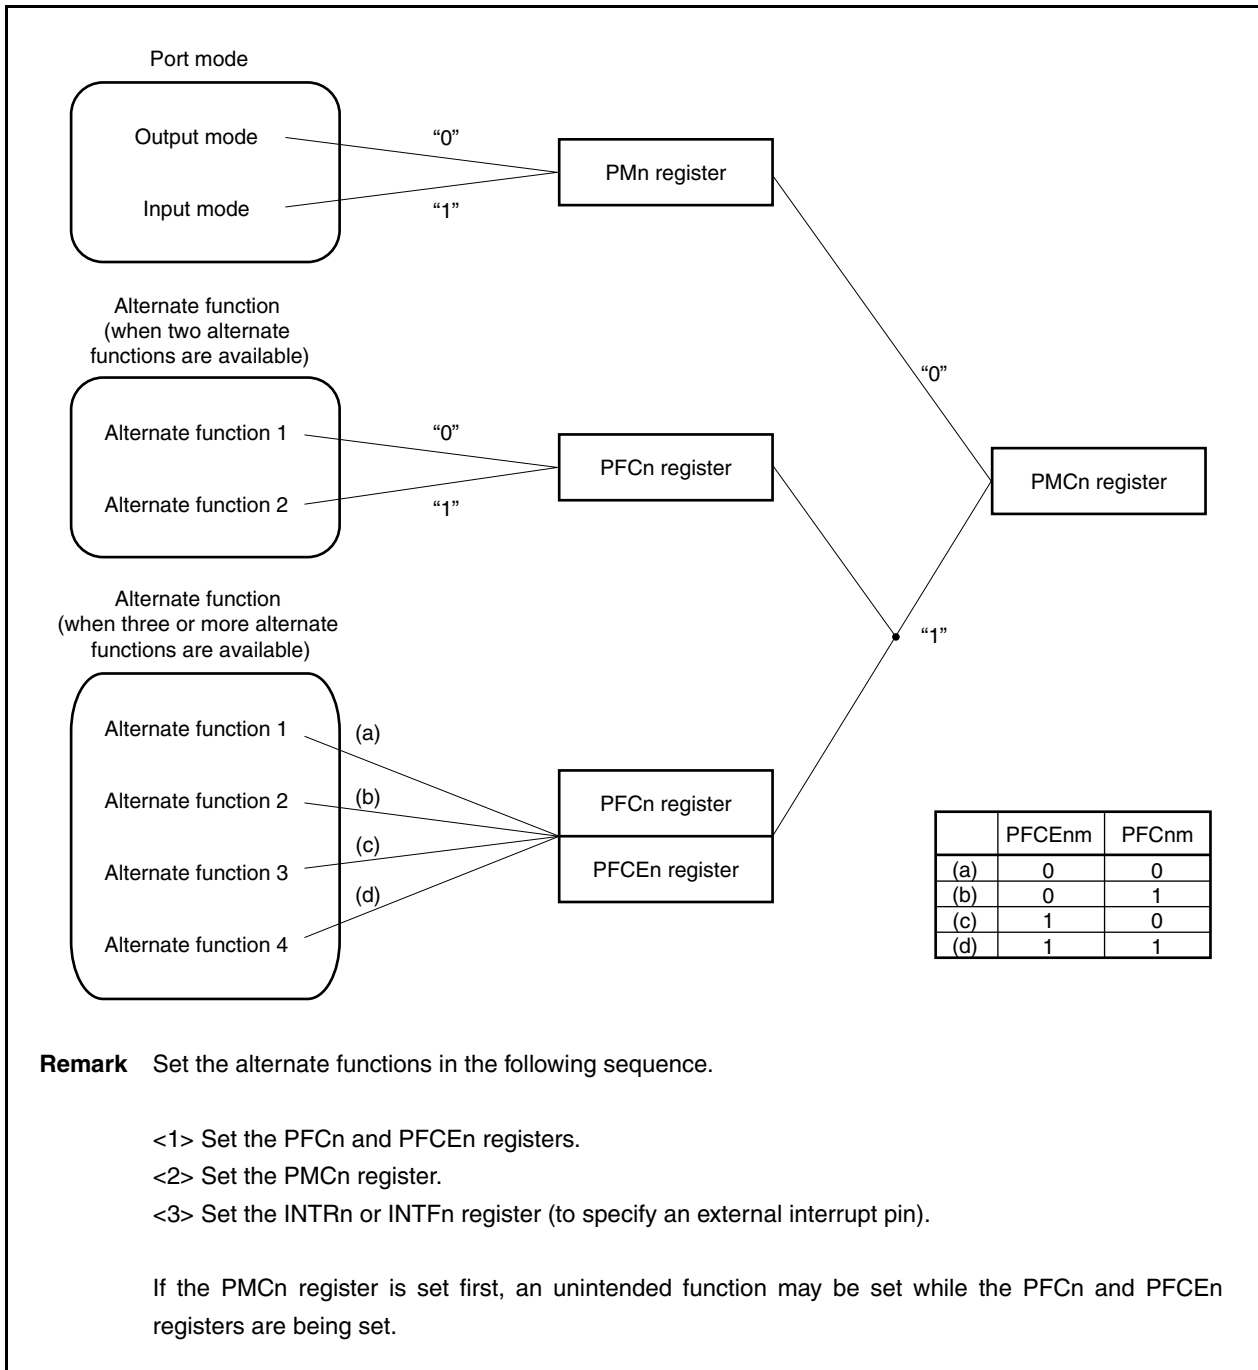 Port mode
Output mode
“0”
PMn register
Input mode
“1”
Alternate function
(when two alternate
functions are available)
“0”
Alternate function 1
“0”
PFCn register
PMCn register
Alternate function 2
“1”
Alternate function
(when three or more alternate
functions are available)
“1”
Alternate function 1
(a)
Alternate function 2
(b)
PFCn register
Alternate function 3
(c)
PFCEn register
(d)
Alternate function 4
PFCEnm PFCnm
(a) 0 0
(b) 0 1
(c) 1 0
(d) 1 1
Remark Set the alternate functions in the following sequence.
<1> Set the PFCn and PFCEn registers.
<2> Set the PMCn register.
<3> Set the INTRn or INTFn register (to specify an external interrupt pin).
If the PMCn register is set first, an unintended function may be set while the PFCn and PFCEn
registers are being set.